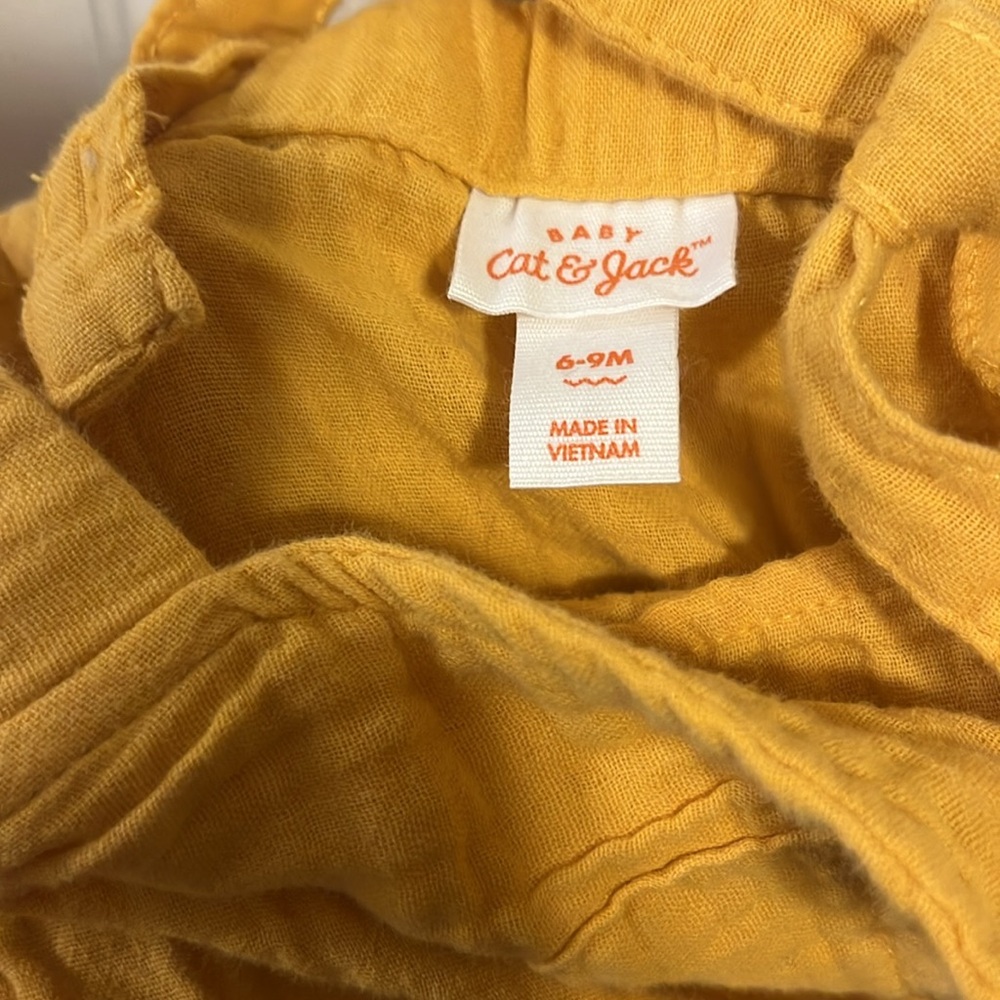 BABY
Cat & Jack™
6-9M
MADE IN
VIETNAM